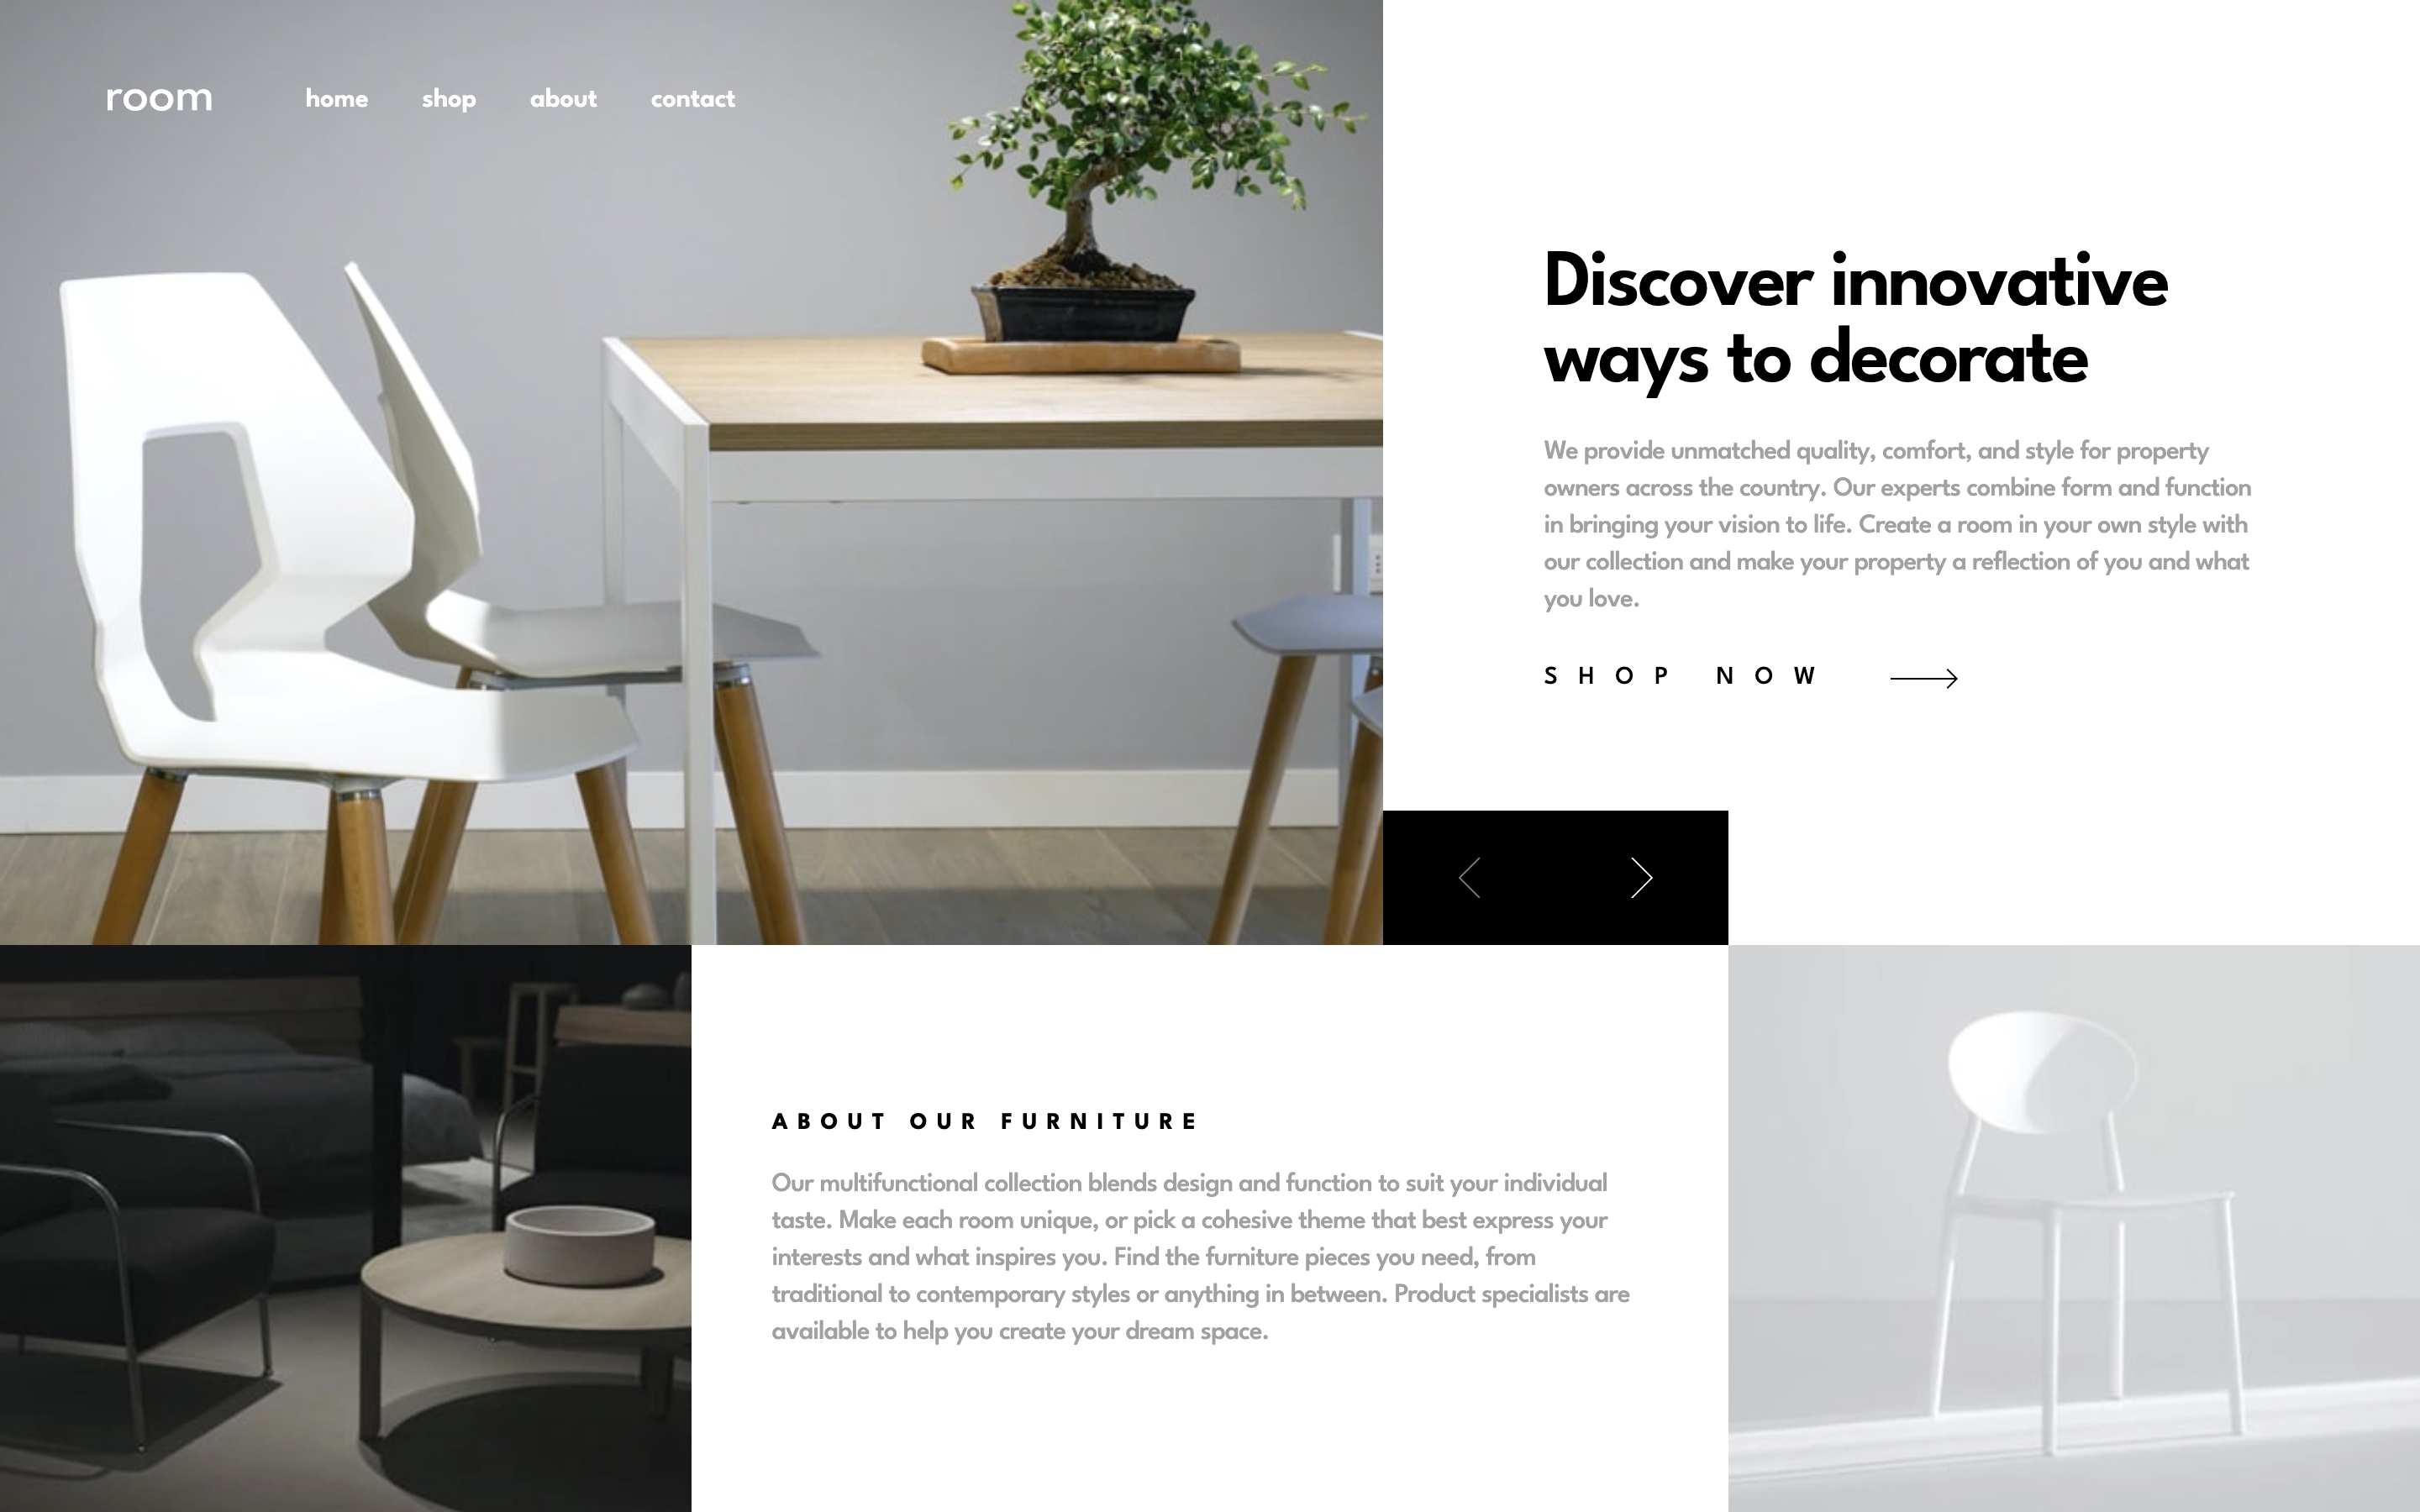 room
home shop about contact
Discover innovative
ways to decorate
We provide unmatched quality, comfort, and style for property
owners across the country. Our experts combine form and function
in bringing your vision to life. Create a room in your own style with
our collection and make your property a reflection of you and what
you love.
SHOP NOW
ABOUT OUR FURNITURE
Our multifunctional collection blends design and function to suit your individual
taste. Make each room unique, or pick a cohesive theme that best express your
interests and what inspires you. Find the furniture pieces you need, from
traditional to contemporary styles or anything in between. Product specialists are
available to help you create your dream space.